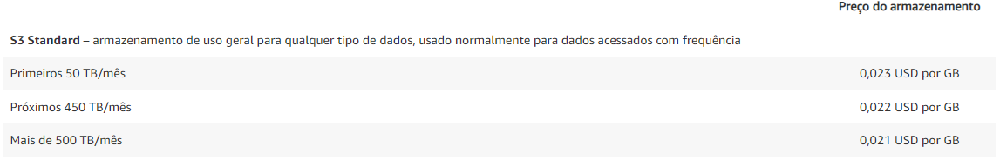 Preço do armazenamento
S3 Standard – armazenamento de uso geral para qualquer tipo de dados, usado normalmente para dados acessados com frequência
Primeiros 50 TB/mês 0,023 USD por GB
Próximos 450 TB/mês 0,022 USD por GB
Mais de 500 TB/mês 0,021 USD por GB